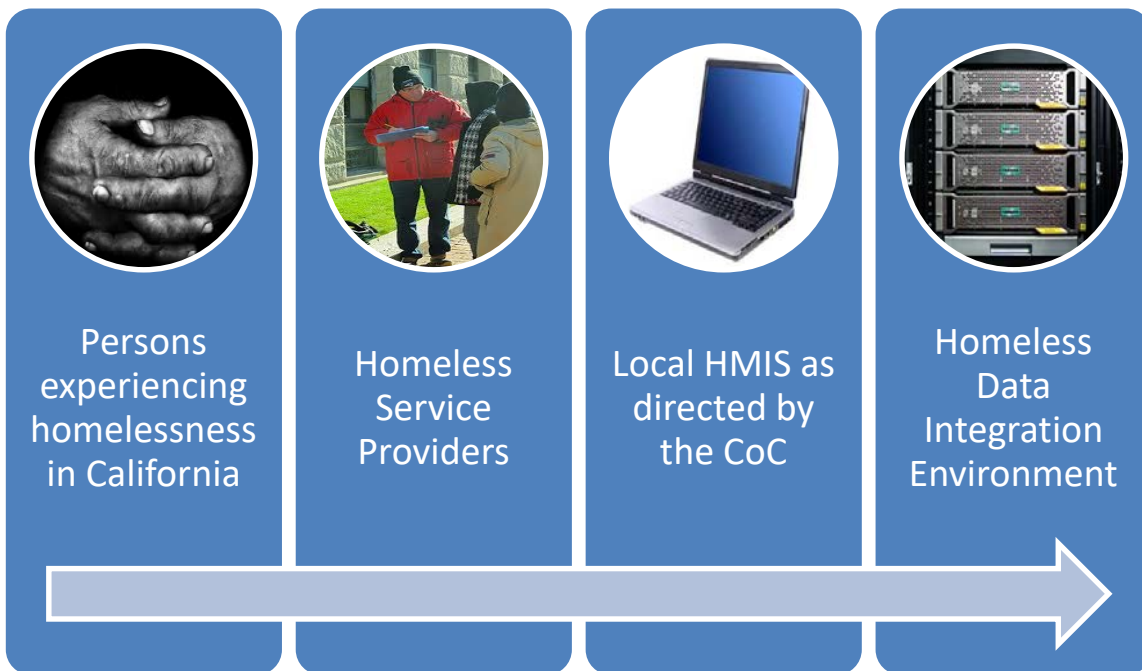 Persons
experiencing
homelessness
in California
Homeless
Service
Providers
Local HMIS as
directed by
the CoC
Homeless
Data
Integration
Environment